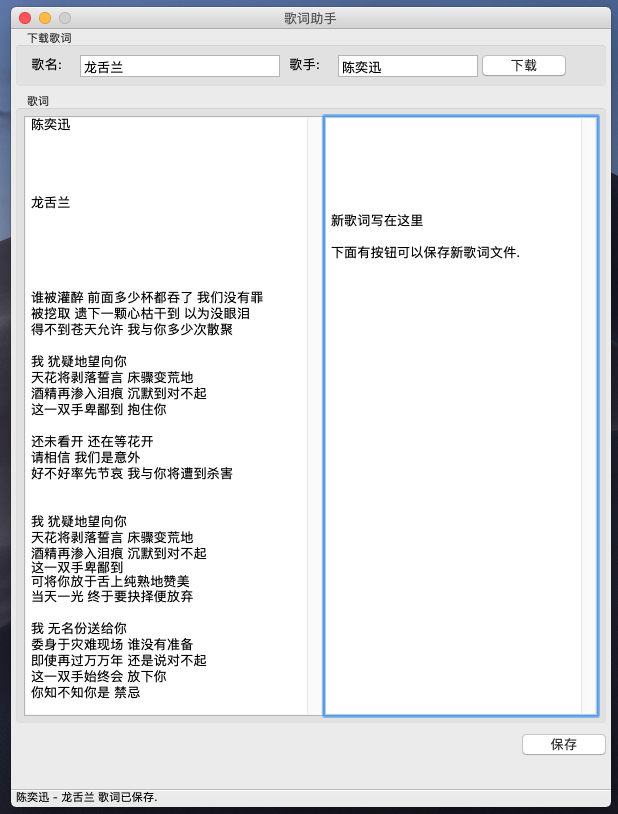 歌词助手
下载歌词
歌名: 龙舌兰 歌手: 陈奕迅 下载
歌词
陈奕迅
龙舌兰
谁被灌醉 前面多少杯都吞了 我们没有罪
被挖取 遗下一颗心枯干到 以为没眼泪
得不到苍天允许 我与你多少次散聚
我 犹疑地望向你
天花将剥落誓言 床骤变荒地
酒精再渗入泪痕 沉默到对不起
这一双手卑鄙到 抱住你
还未看开 还在等花开
请相信 我们是意外
好不好率先节哀 我与你将遭到杀害
我 犹疑地望向你
天花将剥落誓言 床骤变荒地
酒精再渗入泪痕 沉默到对不起
这一双手卑鄙到
可将你放于舌上纯熟地赞美
当天一光 终于要抉择便放弃
我 无名份送给你
委身于灾难现场 谁没有准备
即使再过万万年 还是说对不起
这一双手始终会 放下你
你知不知你是 禁忌
新歌词写在这里
下面有按钮可以保存新歌词文件.
保存
陈奕迅 - 龙舌兰 歌词已保存.